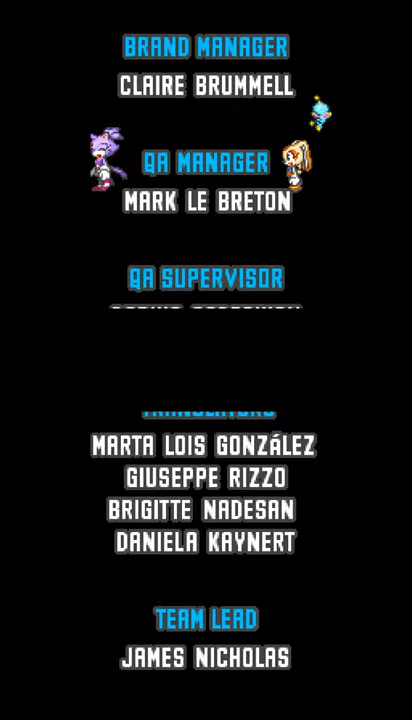 BRAND MANAGER
CLAIRE BRUMMELL
QA MANAGER
MARK LE BRETON
QA SUPERVISOR
TRANSLATORS
MARTA LOIS GONZÁLEZ
GIUSEPPE RIZZO
BRIGITTE NADESAN
DANIELA KAYNERT
TEAM LEAD
JAMES NICHOLAS